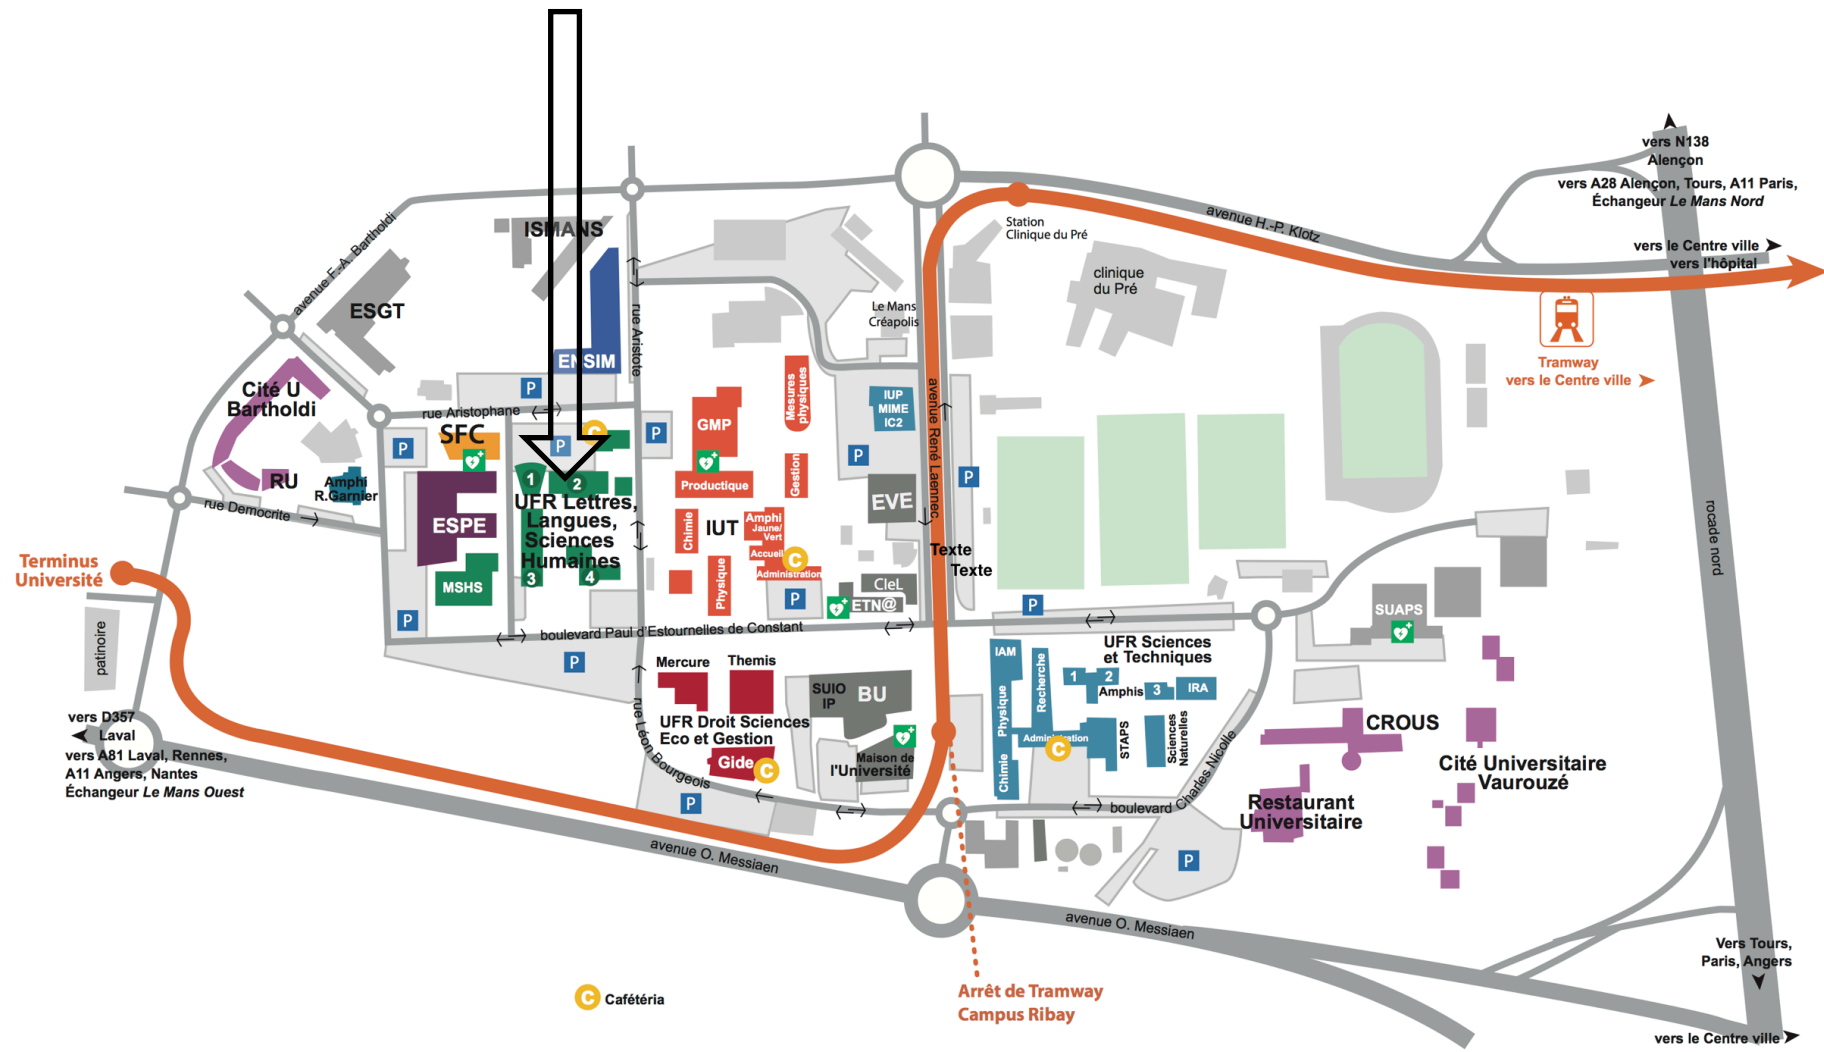 vers N138
Alençon
vers A28 Alençon, Tours, A11 Paris,
Échangeur Le Mans Nord
avenue H.-P. Klotz
vers le Centre ville
vers l'hôpital
Station
Clinique du Pré
clinique
du Pré
Tramway
vers le Centre ville
rocade nord
avenue F.-A. Bartholdi
ISMANS
ESGT
ENSIM
rue Aristote
Le Mans
Créapolis
avenue René Laennec
Cité U
Bartholdi
RU
Amphi
R.Garnier
rue Democrite
rue Aristophane
P
P
P
P
P
P
P
C
SFC
ESPE
MSHS
1
2
UFR Lettres,
Langues,
Sciences
Humaines
3
4
GMP
Mesures
physiques
Productique
Gestion
Chimie
IUT
Amphi
Jaune/
Vert
Accueil
C
Administration
Physique
P
IUP
MIME
IC2
EVE
CIeL
ETN@
Texte
Texte
Terminus
Université
patinoire
boulevard Paul d'Estournelles de Constant
P
P
vers D357
Laval
vers A81 Laval, Rennes,
A11 Angers, Nantes
Échangeur Le Mans Ouest
Mercure
Themis
UFR Droit Sciences
Eco et Gestion
Gide
C
rue Léon Bourgeois
P
SUIO
IP
BU
Maison de
l'Université
IAM
Physique
Chimie
Recherche
UFR Sciences
et Techniques
1
2
Amphis
3
IRA
Administration
C
STAPS
Sciences
Naturelles
boulevard Charles Nicolle
P
SUAPS
CROUS
Cité Universitaire
Vaurouzé
Restaurant
Universitaire
avenue O. Messiaen
avenue O. Messiaen
Vers Tours,
Paris, Angers
vers le Centre ville
C Cafétéria
Arrêt de Tramway
Campus Ribay